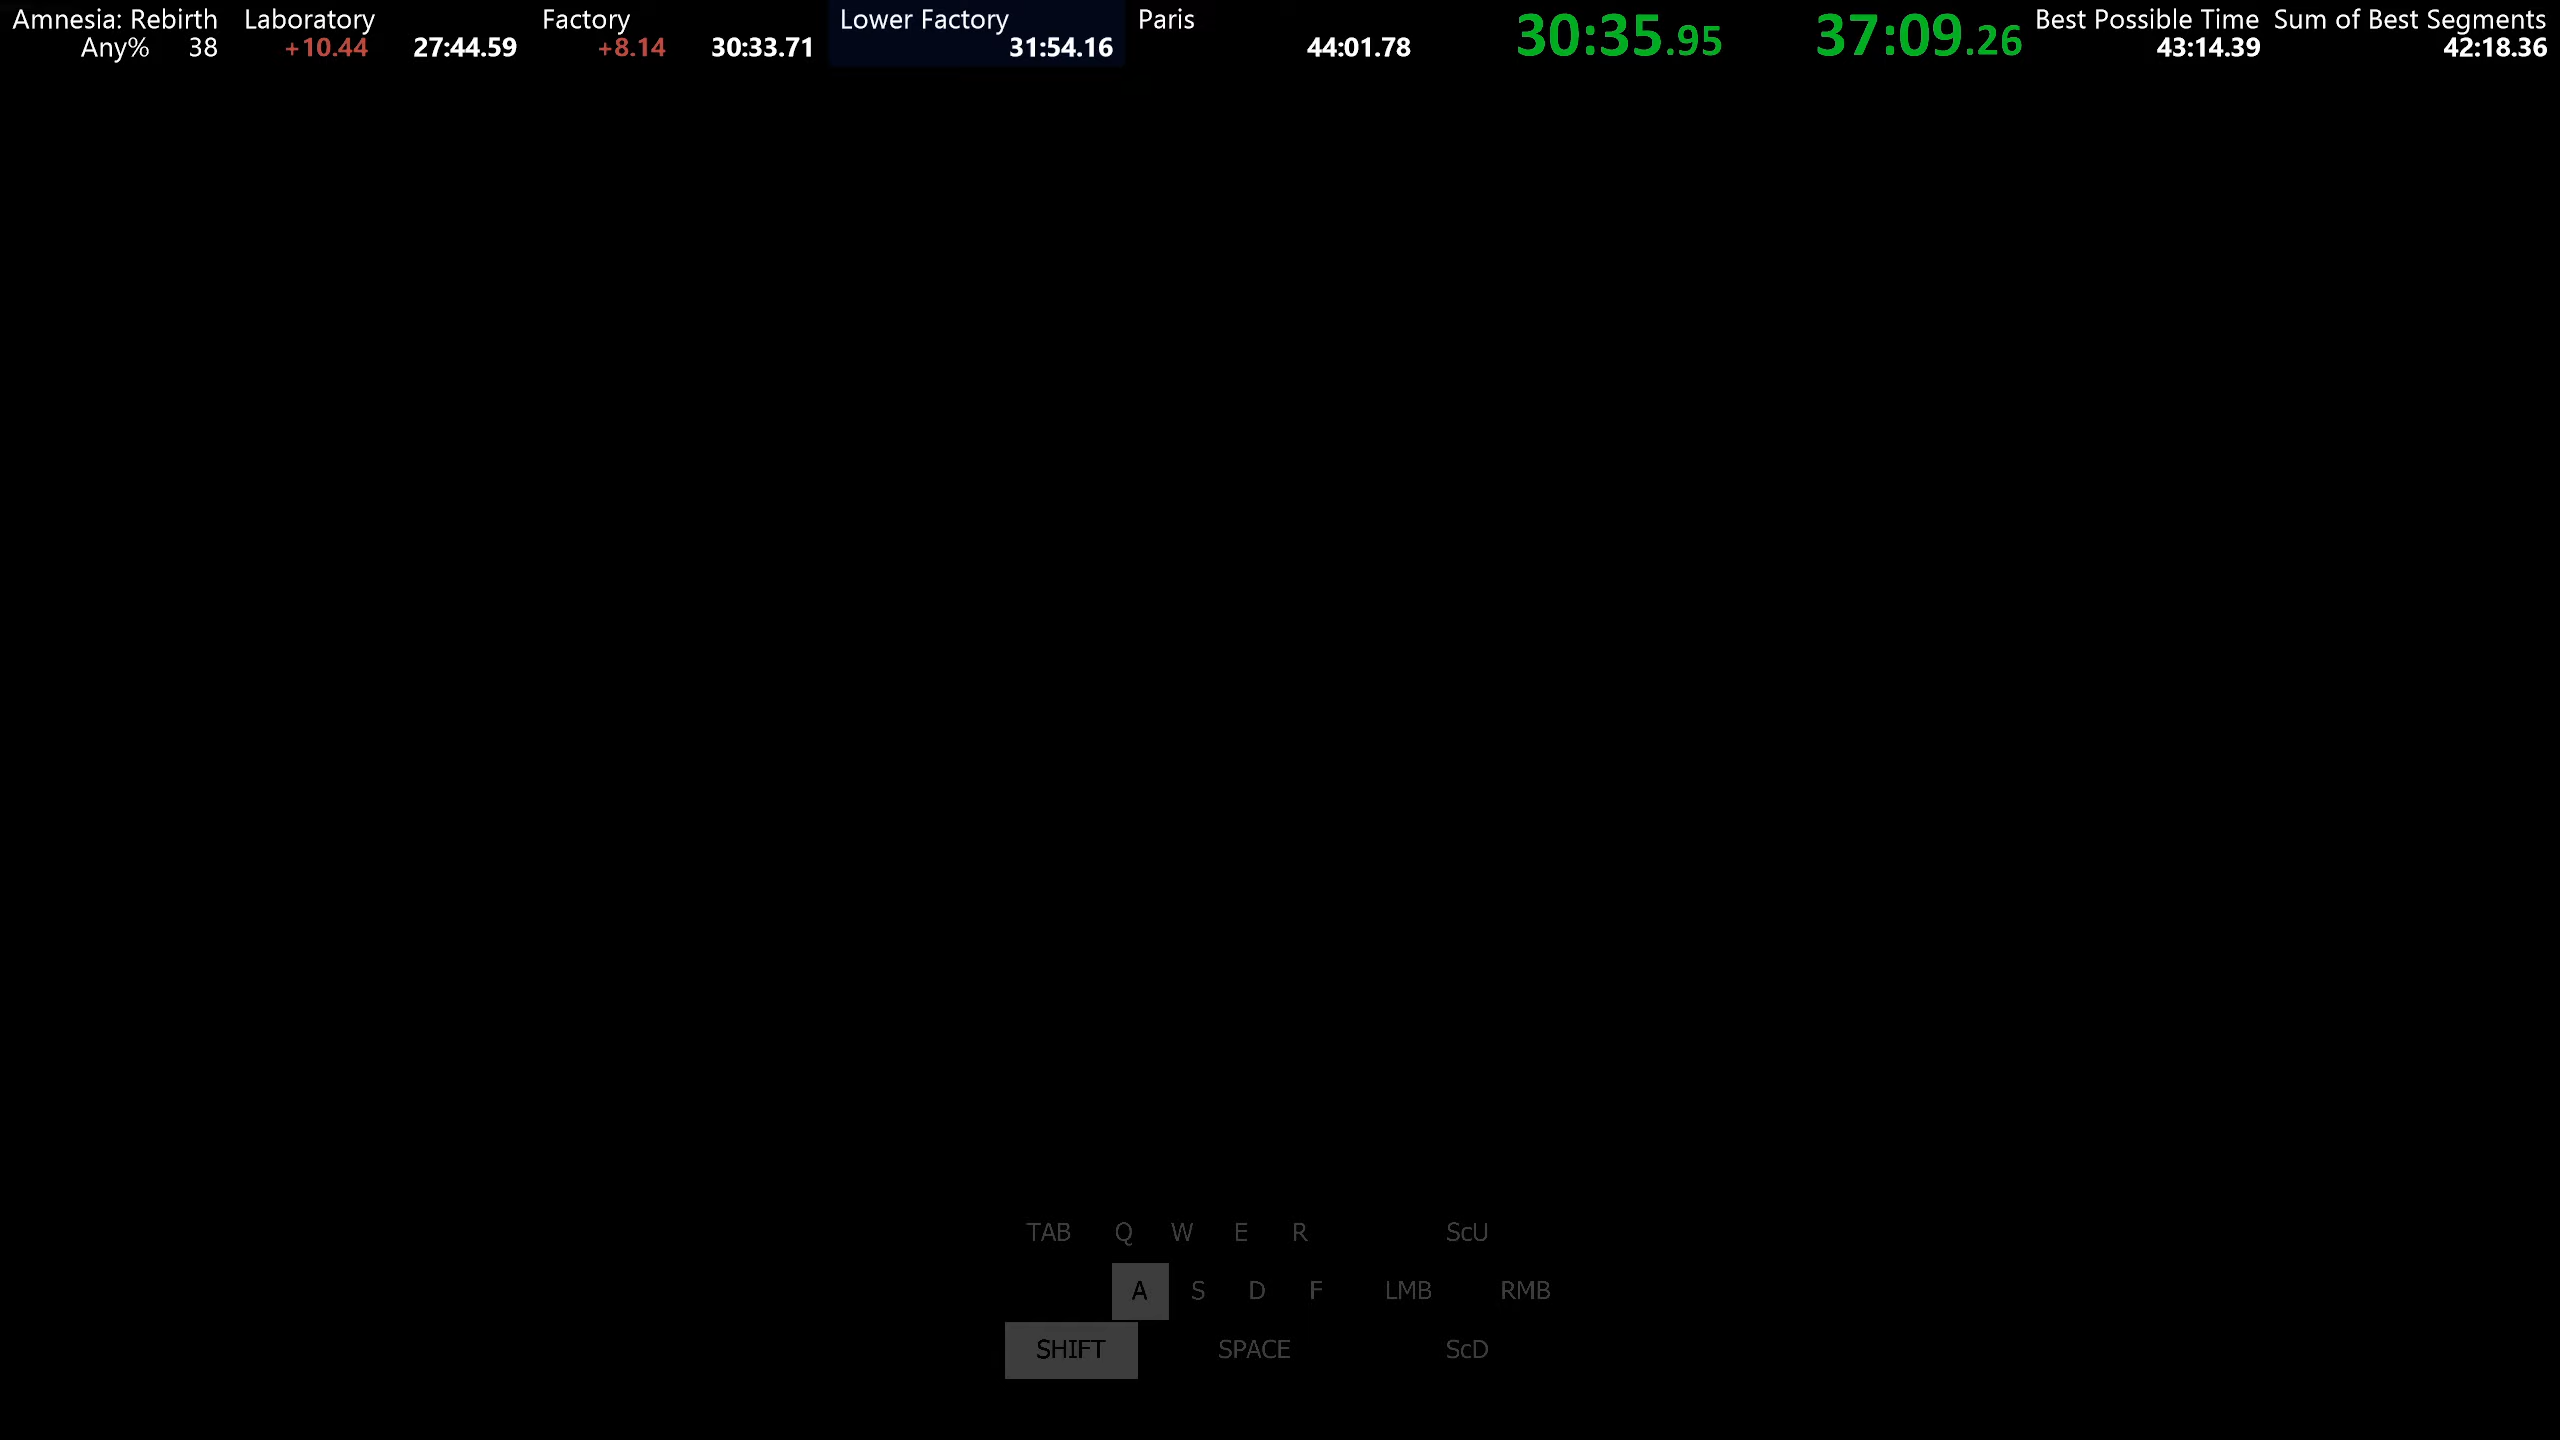 Amnesia: Rebirth Laboratory Factory Lower Factory Paris 30:35.95 37:09.26 Best Possible Time Sum of Best Segments
Any% 38 +10.44 27:44.59 +8.14 30:33.71 31:54.16 44:01.78 43:14.39 42:18.36
TAB Q W E R ScU
A S D F LMB RMB
SHIFT SPACE ScD